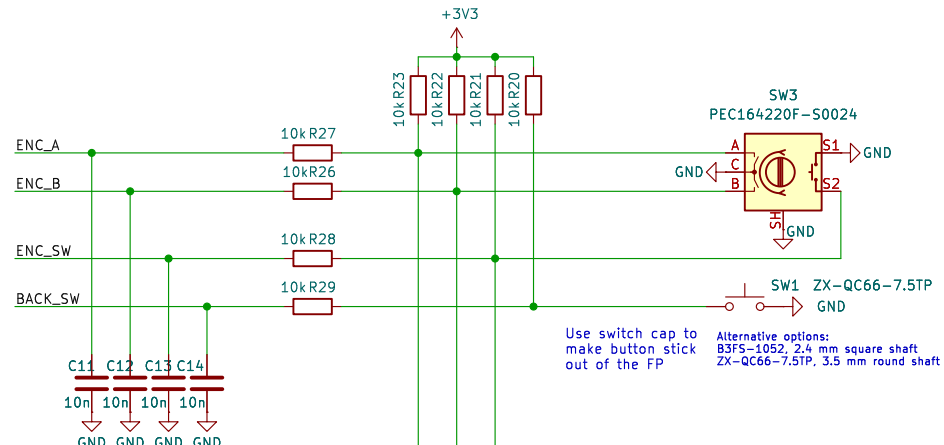 +3V3
10k R23
10k R22
10k R21
10k R20
SW3
PEC164220F-S0024
ENC_A
10k R27
A
S1
GND
GND
C
ENC_B
10k R26
B
S2
SH
GND
ENC_SW
10k R28
BACK_SW
10k R29
SW1 ZX-QC66-7.5TP
GND
Use switch cap to
make button stick
out of the FP
Alternative options:
B3FS-1052, 2.4 mm square shaft
ZX-QC66-7.5TP, 3.5 mm round shaft
C11 C12 C13 C14
10n 10n 10n 10n
GND GND GND GND